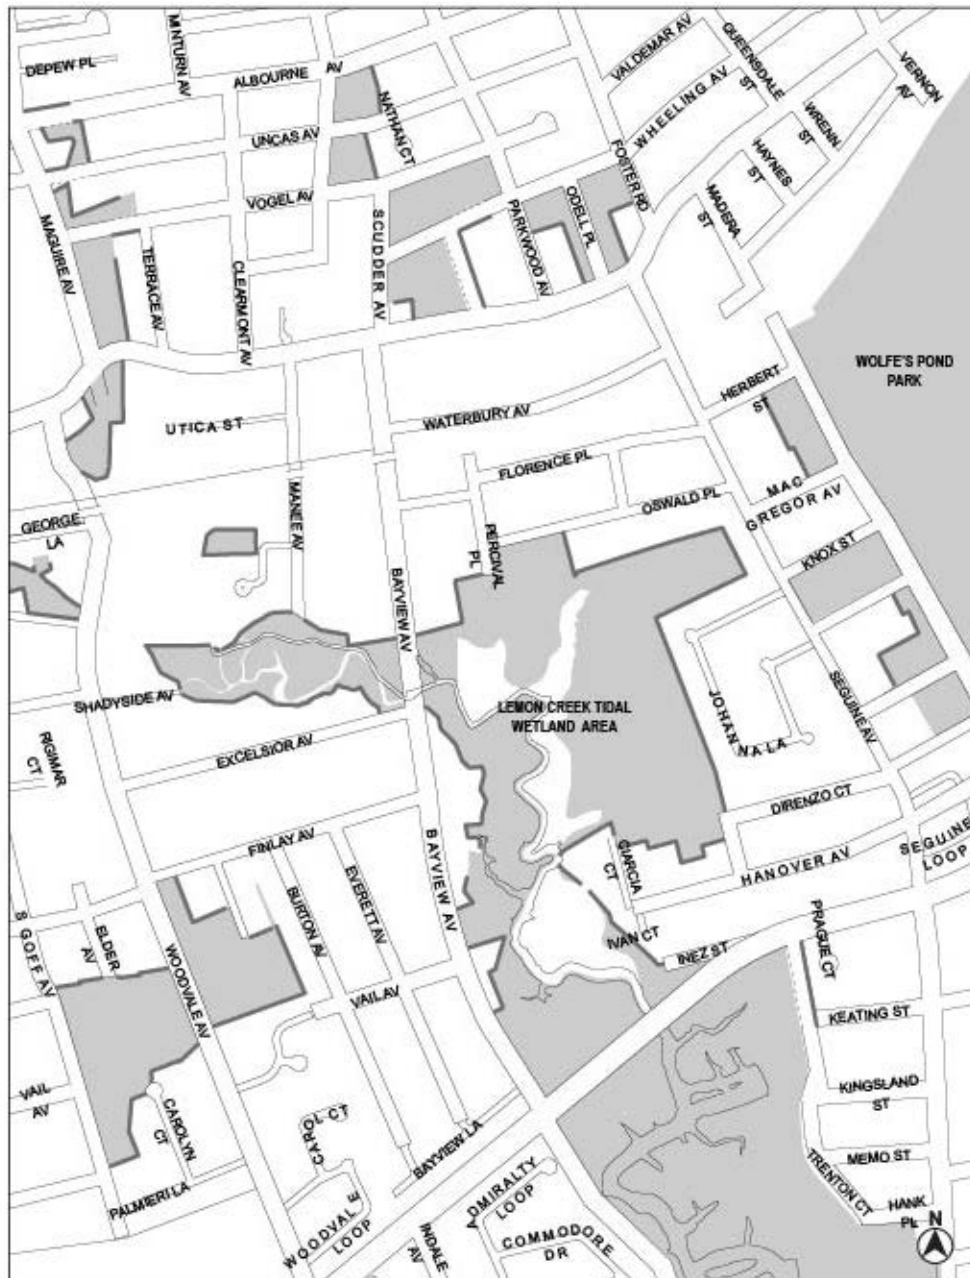 DEPEW PL
MINTURN AV
ALBOURNE AV
NATHAN CT
UNCAS AV
VOGEL AV
VALDEMAR AV
QUEENSDALE
ST
WHEELING AV
VERNON
AV
WRENN
ST
HAYNES
ST
MADERA
ST
FOSTER RD
ODELL PL
PARKWOOD AV
SCUDDER AV
MAGUIRE AV
TERRACE AV
CLEARMONT AV
WOLFE'S POND
PARK
HERBERT
ST
UTICA ST
WATERBURY AV
FLORENCE PL
OSWALD PL
MAC
GREGOR AV
KNOX ST
GEORGE
LA
MANEE AV
PERCIVAL
PL
BAYVIEW AV
SHADYSIDE AV
LEMON CREEK TIDAL
WETLAND AREA
JOHANNA LA
SEGUINE AV
RIGIMAR
CT
EXCELSIOR AV
DIRENZO CT
FINLAY AV
EVERETT AV
BURTON AV
BAYVIEW AV
CIARCIA
CT
HANOVER AV
SEGUINE
LOOP
S GOFF AV
ELDER
AV
WOODVALE AV
IVAN CT
INEZ ST
PRAGUE CT
VAIL AV
KEATING ST
VAIL
AV
CAROLYN
CT
CAROL CT
KINGSLAND
ST
BAYVIEW LA
MEMO ST
TRENTON CT
PALMIERI LA
WOODVALE
LOOP
INDALE
AV
ADMIRALTY
LOOP
COMMODORE
DR
HANK
PL
N